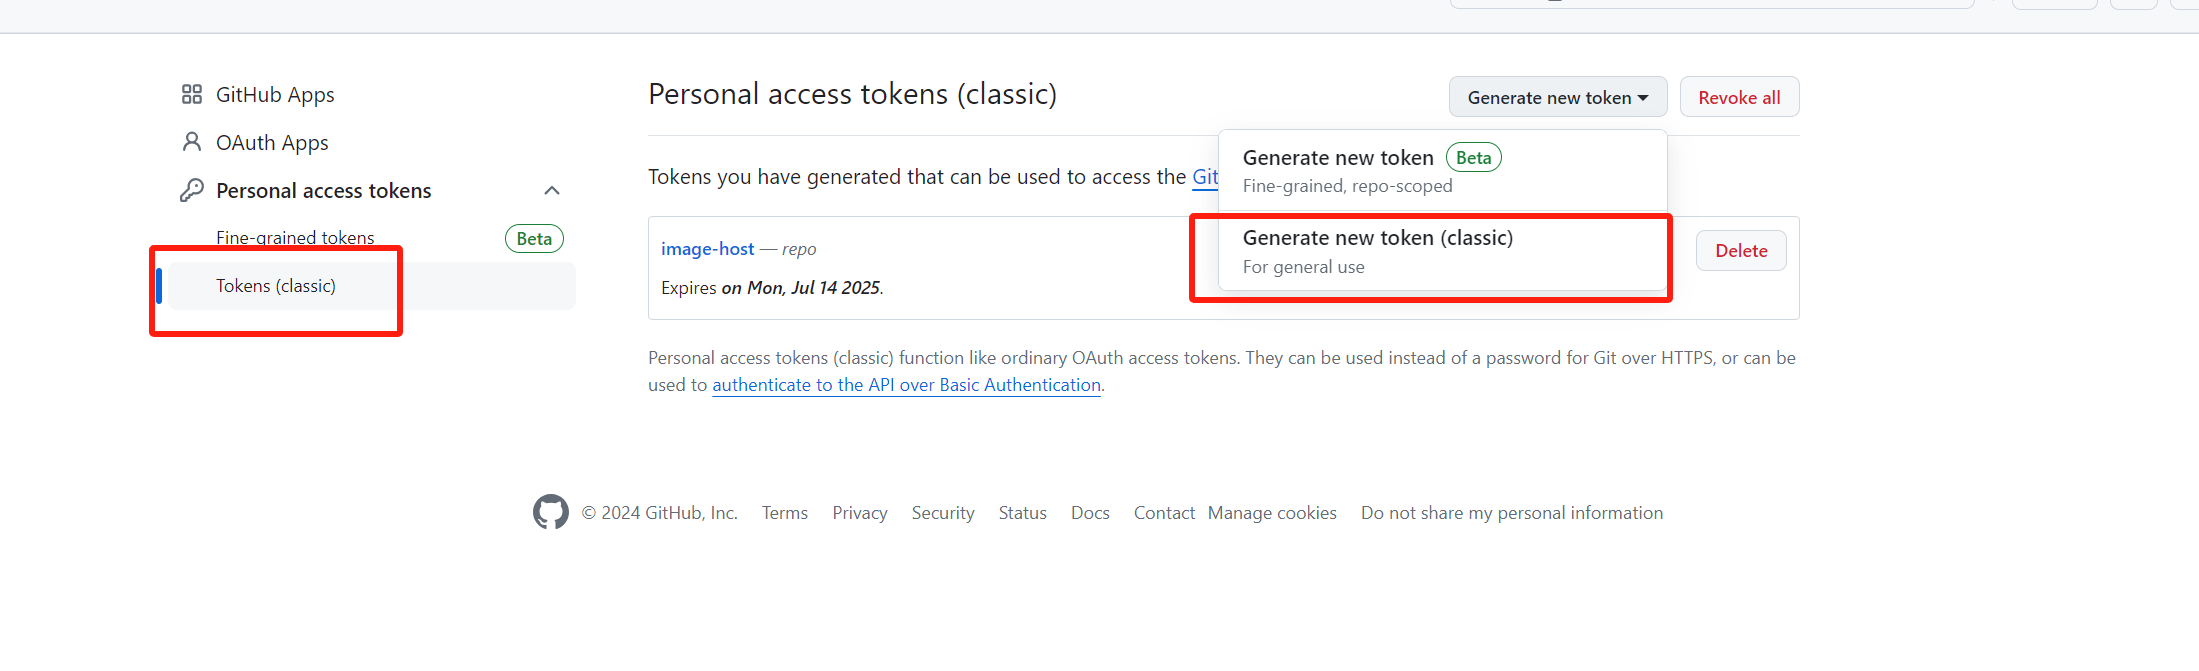 GitHub Apps
OAuth Apps
Personal access tokens
Fine-grained tokens Beta
Tokens (classic)
Personal access tokens (classic)
Generate new token
Revoke all
Generate new token Beta
Fine-grained, repo-scoped
Generate new token (classic)
For general use
Tokens you have generated that can be used to access the Git
image-host — repo
Expires on Mon, Jul 14 2025.
Delete
Personal access tokens (classic) function like ordinary OAuth access tokens. They can be used instead of a password for Git over HTTPS, or can be
used to authenticate to the API over Basic Authentication.
© 2024 GitHub, Inc. Terms Privacy Security Status Docs Contact Manage cookies Do not share my personal information